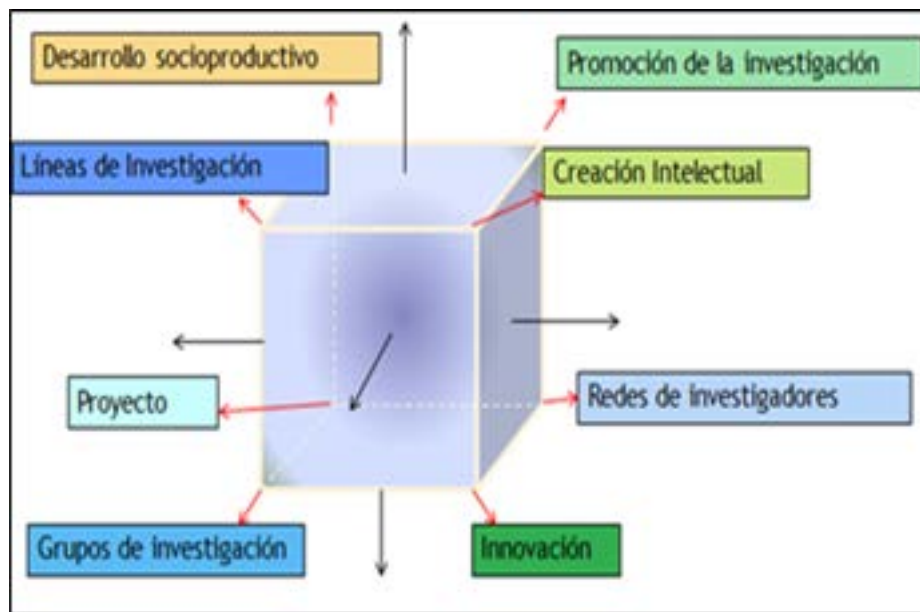 Desarrollo socioproductivo
Promoción de la investigación
Líneas de Investigación
Creación Intelectual
Proyecto
Redes de investigadores
Grupos de investigación
Innovación